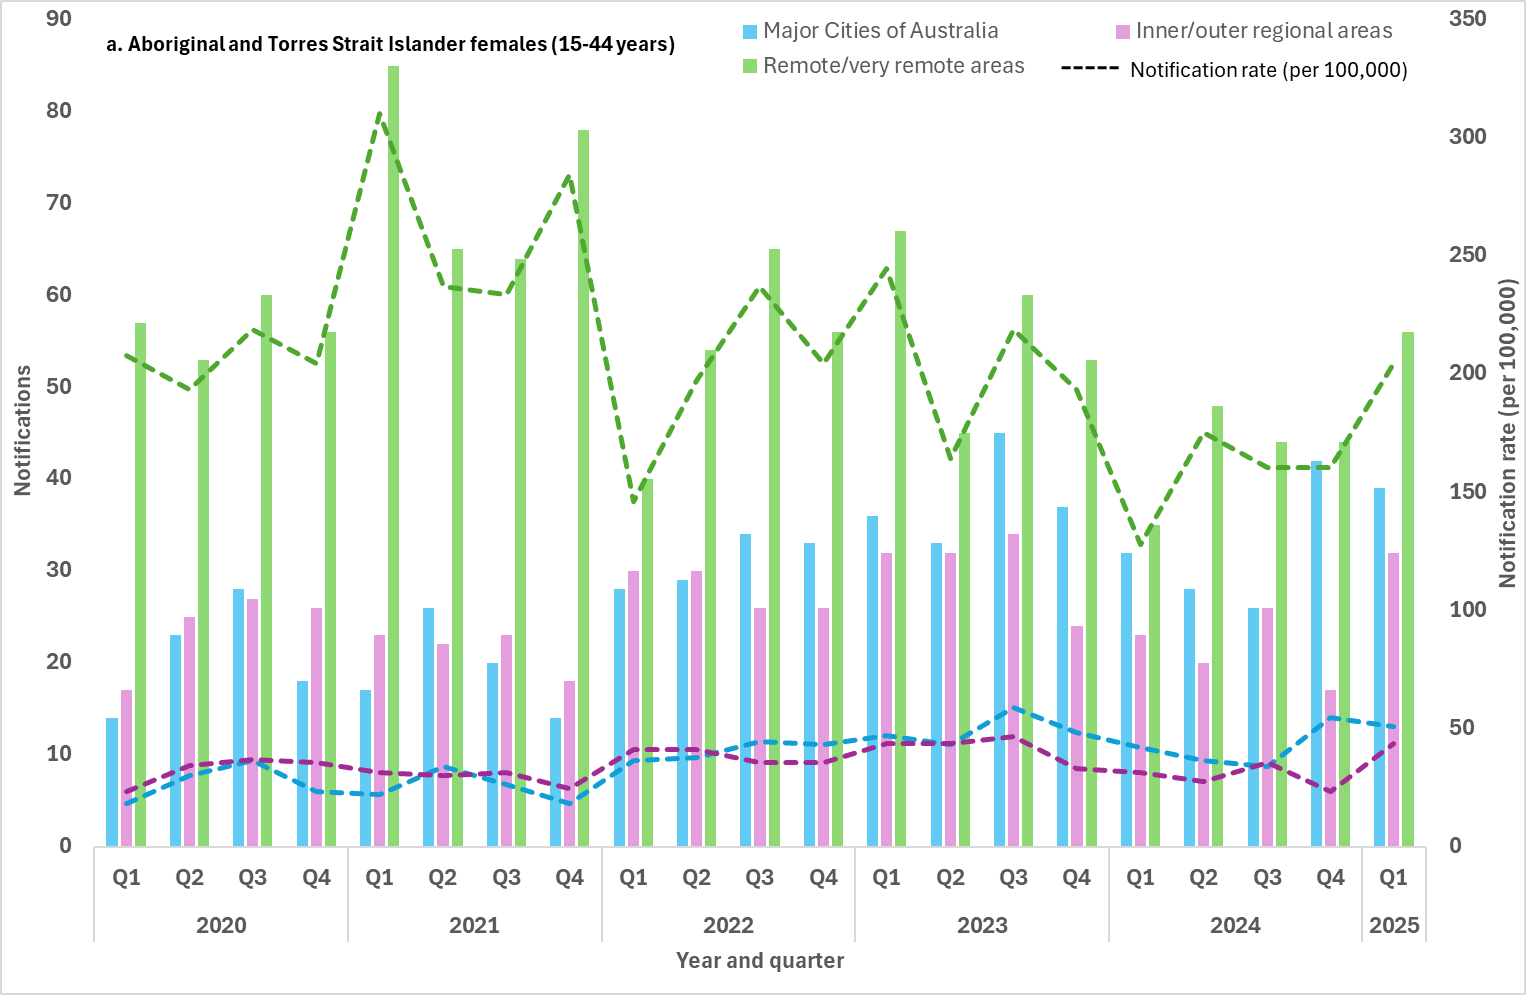 a. Aboriginal and Torres Strait Islander females (15-44 years)
Major Cities of Australia
Inner/outer regional areas
Remote/very remote areas
Notification rate (per 100,000)
90
80
70
60
50
40
30
20
10
0
Notifications
350
300
250
200
150
100
50
0
Notification rate (per 100,000)
Q1 Q2 Q3 Q4 Q1 Q2 Q3 Q4 Q1 Q2 Q3 Q4 Q1 Q2 Q3 Q4 Q1 Q2 Q3 Q4 Q1
2020 2021 2022 2023 2024 2025
Year and quarter